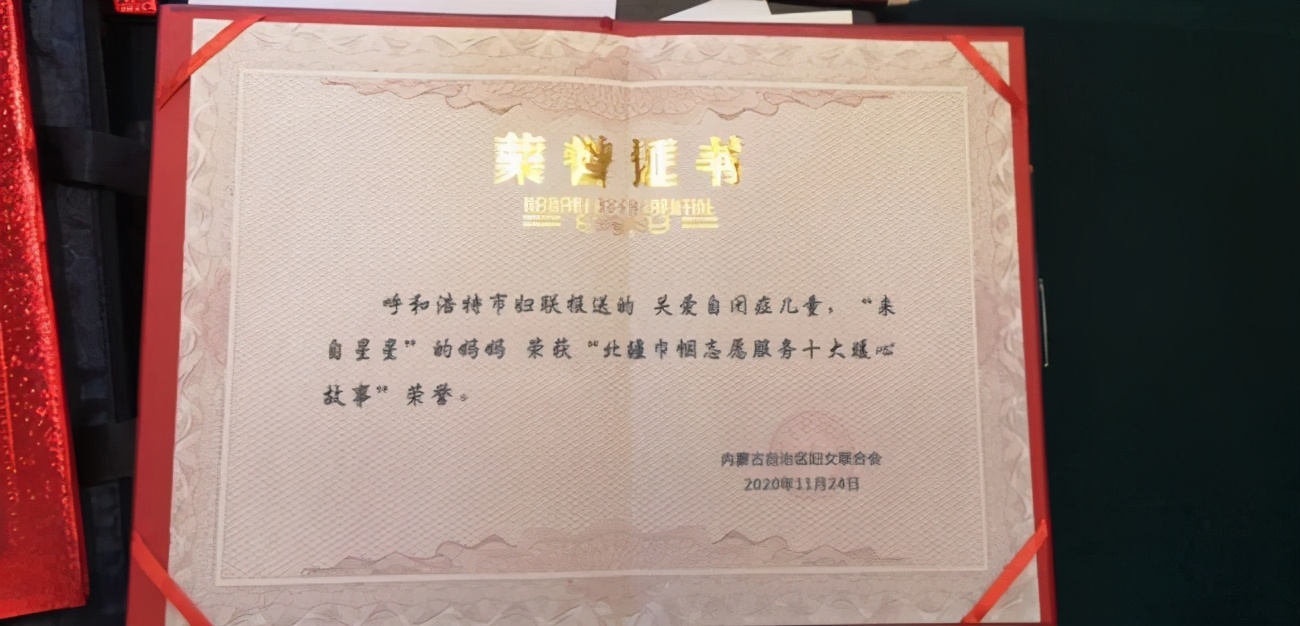 荣誉证书
呼和浩特市妇联报送的 关爱自闭症儿童，“来
自星星”的妈妈 荣获“北疆巾帼志愿服务十大暖心
故事”荣誉。
内蒙古自治区妇女联合会
2020年11月24日